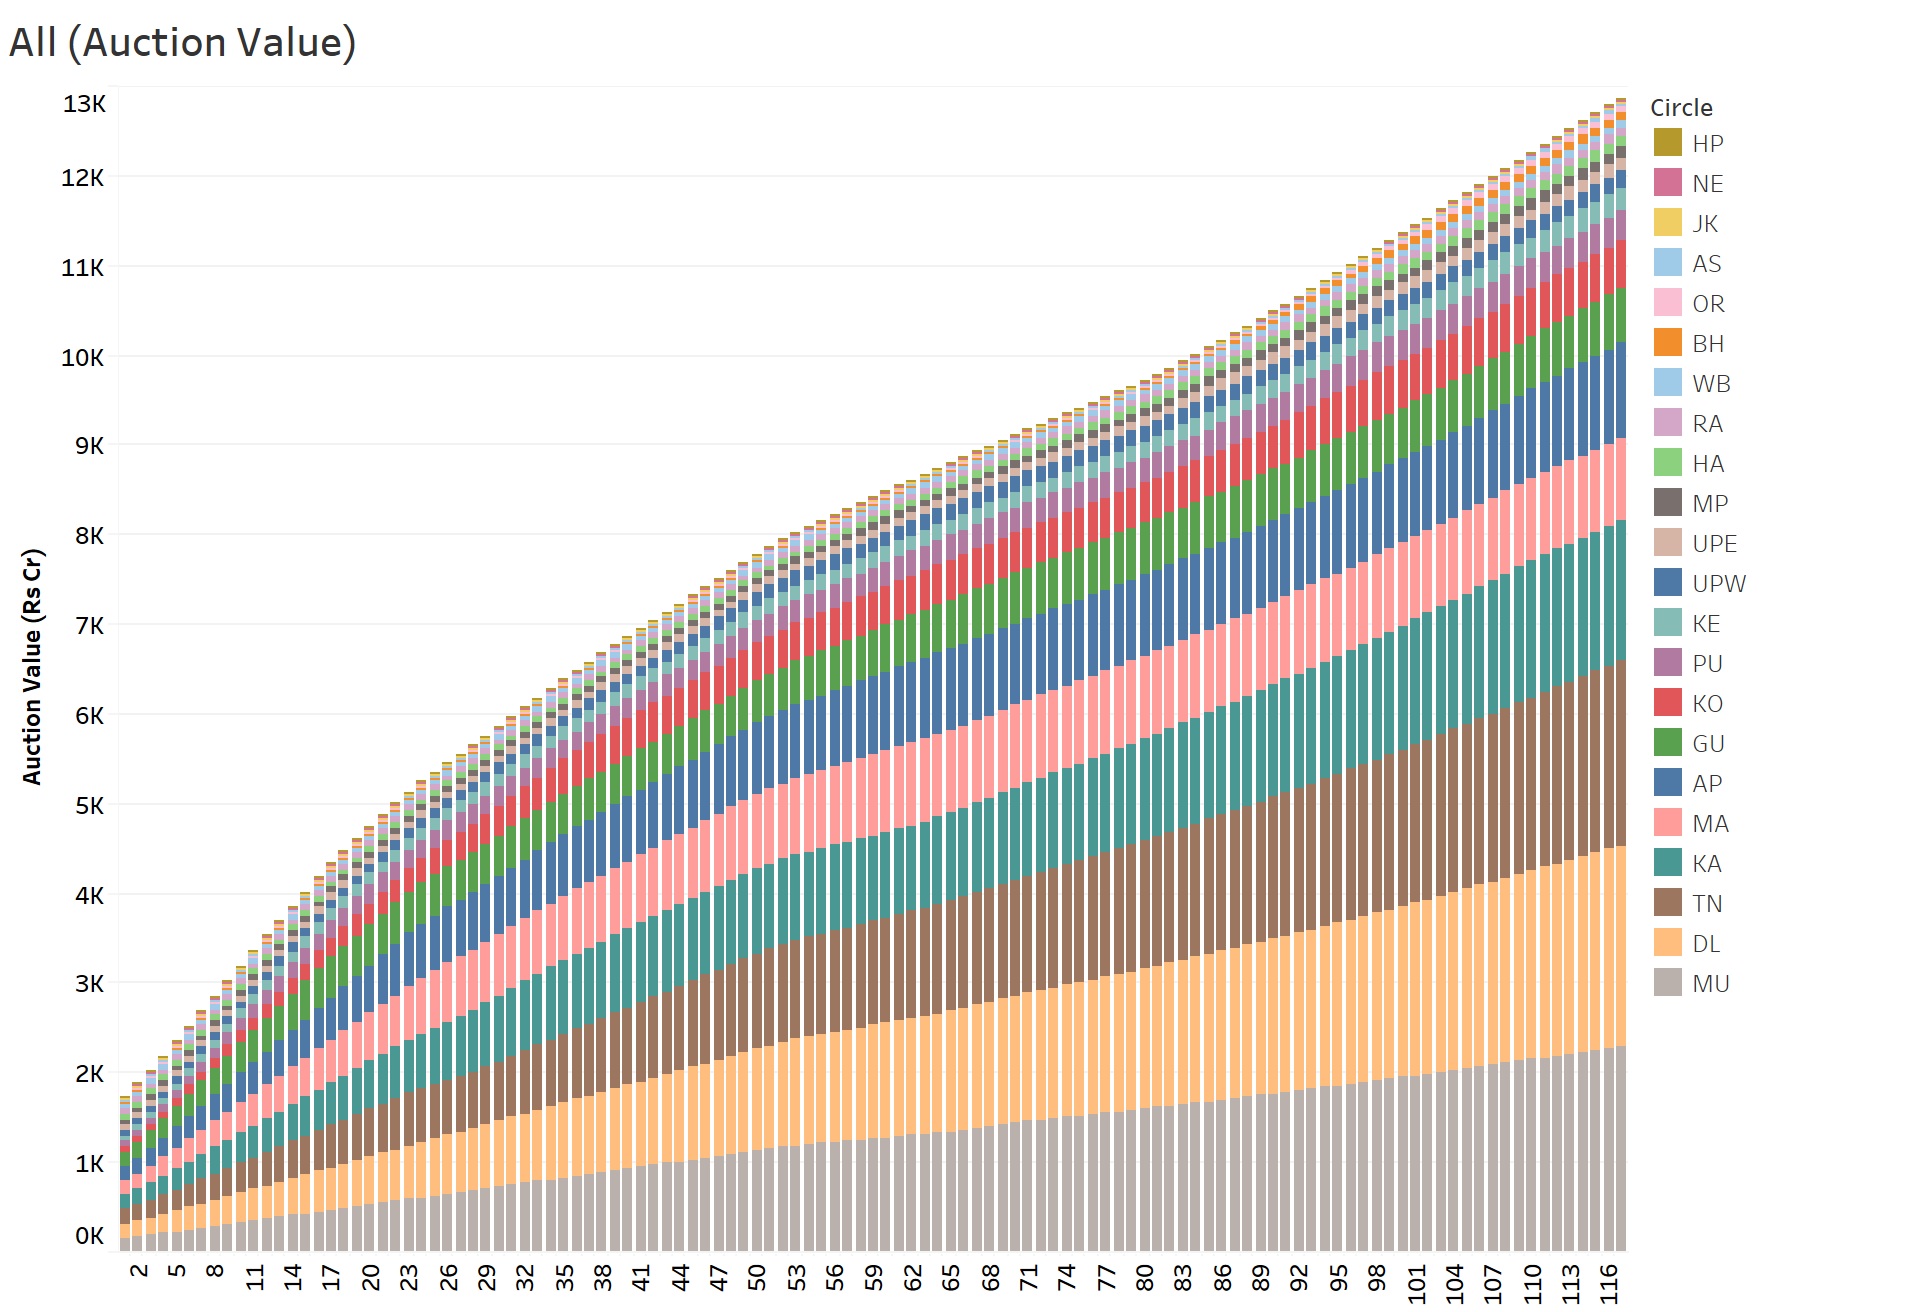 All (Auction Value)
13K
12K
11K
10K
9K
8K
7K
6K
5K
4K
3K
2K
1K
0K
Auction Value (Rs Cr)
2 5 8 11 14 17 20 23 26 29 32 35 38 41 44 47 50 53 56 59 62 65 68 71 74 77 80 83 86 89 92 95 98 101 104 107 110 113 116
Circle
HP
NE
JK
AS
OR
BH
WB
RA
HA
MP
UPE
UPW
KE
PU
KO
GU
AP
MA
KA
TN
DL
MU